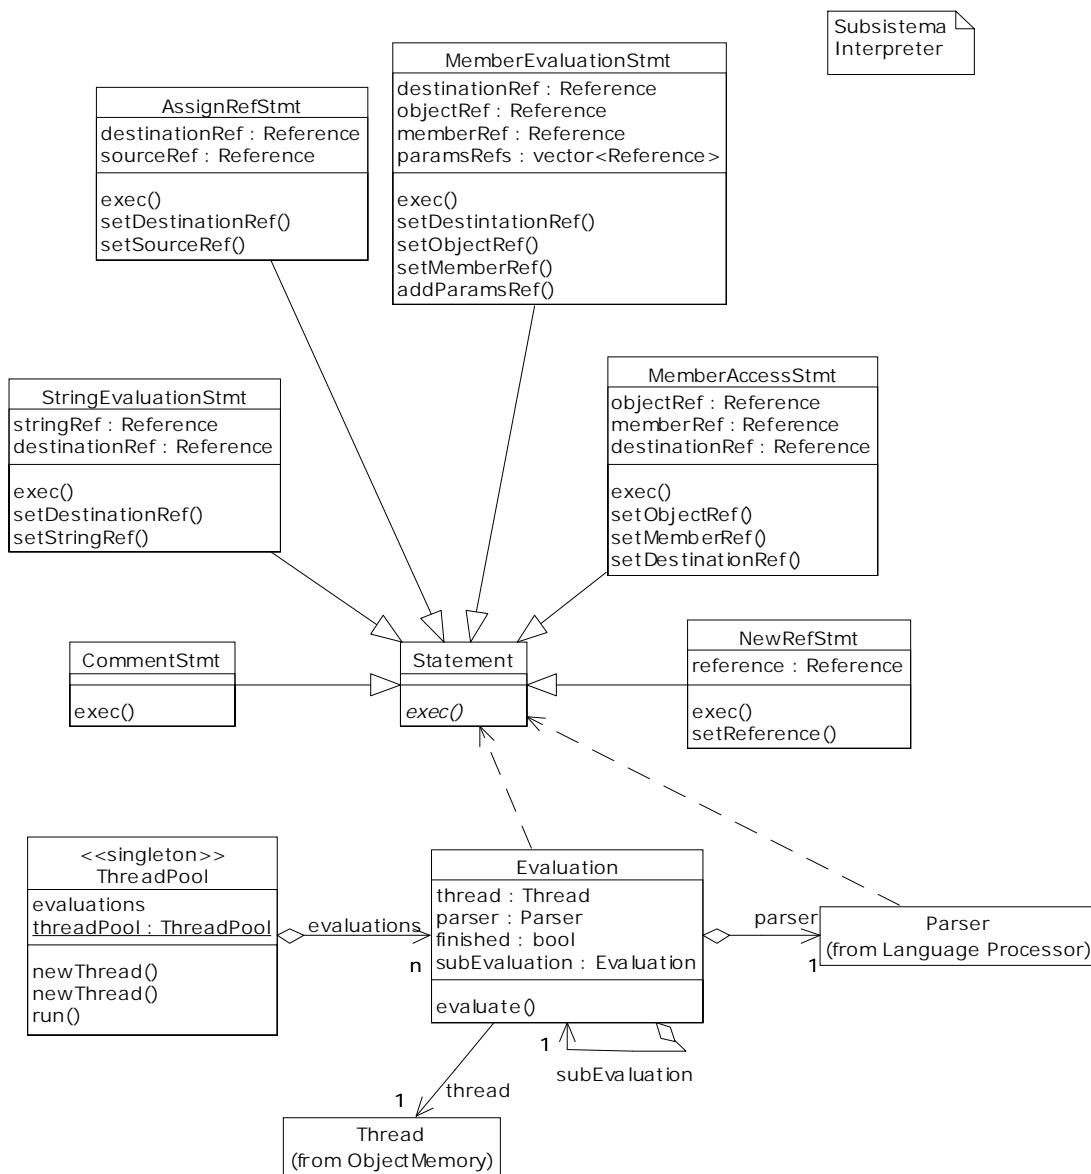 Subsistema
Interpreter
MemberEvaluationStmt
destinationRef : Reference
objectRef : Reference
memberRef : Reference
paramsRefs : vector<Reference>
exec()
setDestintationRef()
setObjectRef()
setMemberRef()
addParamsRef()
AssignRefStmt
destinationRef : Reference
sourceRef : Reference
exec()
setDestinationRef()
setSourceRef()
StringEvaluationStmt
stringRef : Reference
destinationRef : Reference
exec()
setDestinationRef()
setStringRef()
MemberAccessStmt
objectRef : Reference
memberRef : Reference
destinationRef : Reference
exec()
setObjectRef()
setMemberRef()
setDestinationRef()
CommentStmt
exec()
Statement
exec()
NewRefStmt
reference : Reference
exec()
setReference()
<<singleton>>
ThreadPool
evaluations
threadPool : ThreadPool
newThread()
newThread()
run()
evaluations
n
Evaluation
thread : Thread
parser : Parser
finished : bool
subEvaluation : Evaluation
evaluate()
parser
1
Parser
(from Language Processor)
1
subEvaluation
thread
1
Thread
(from ObjectMemory)